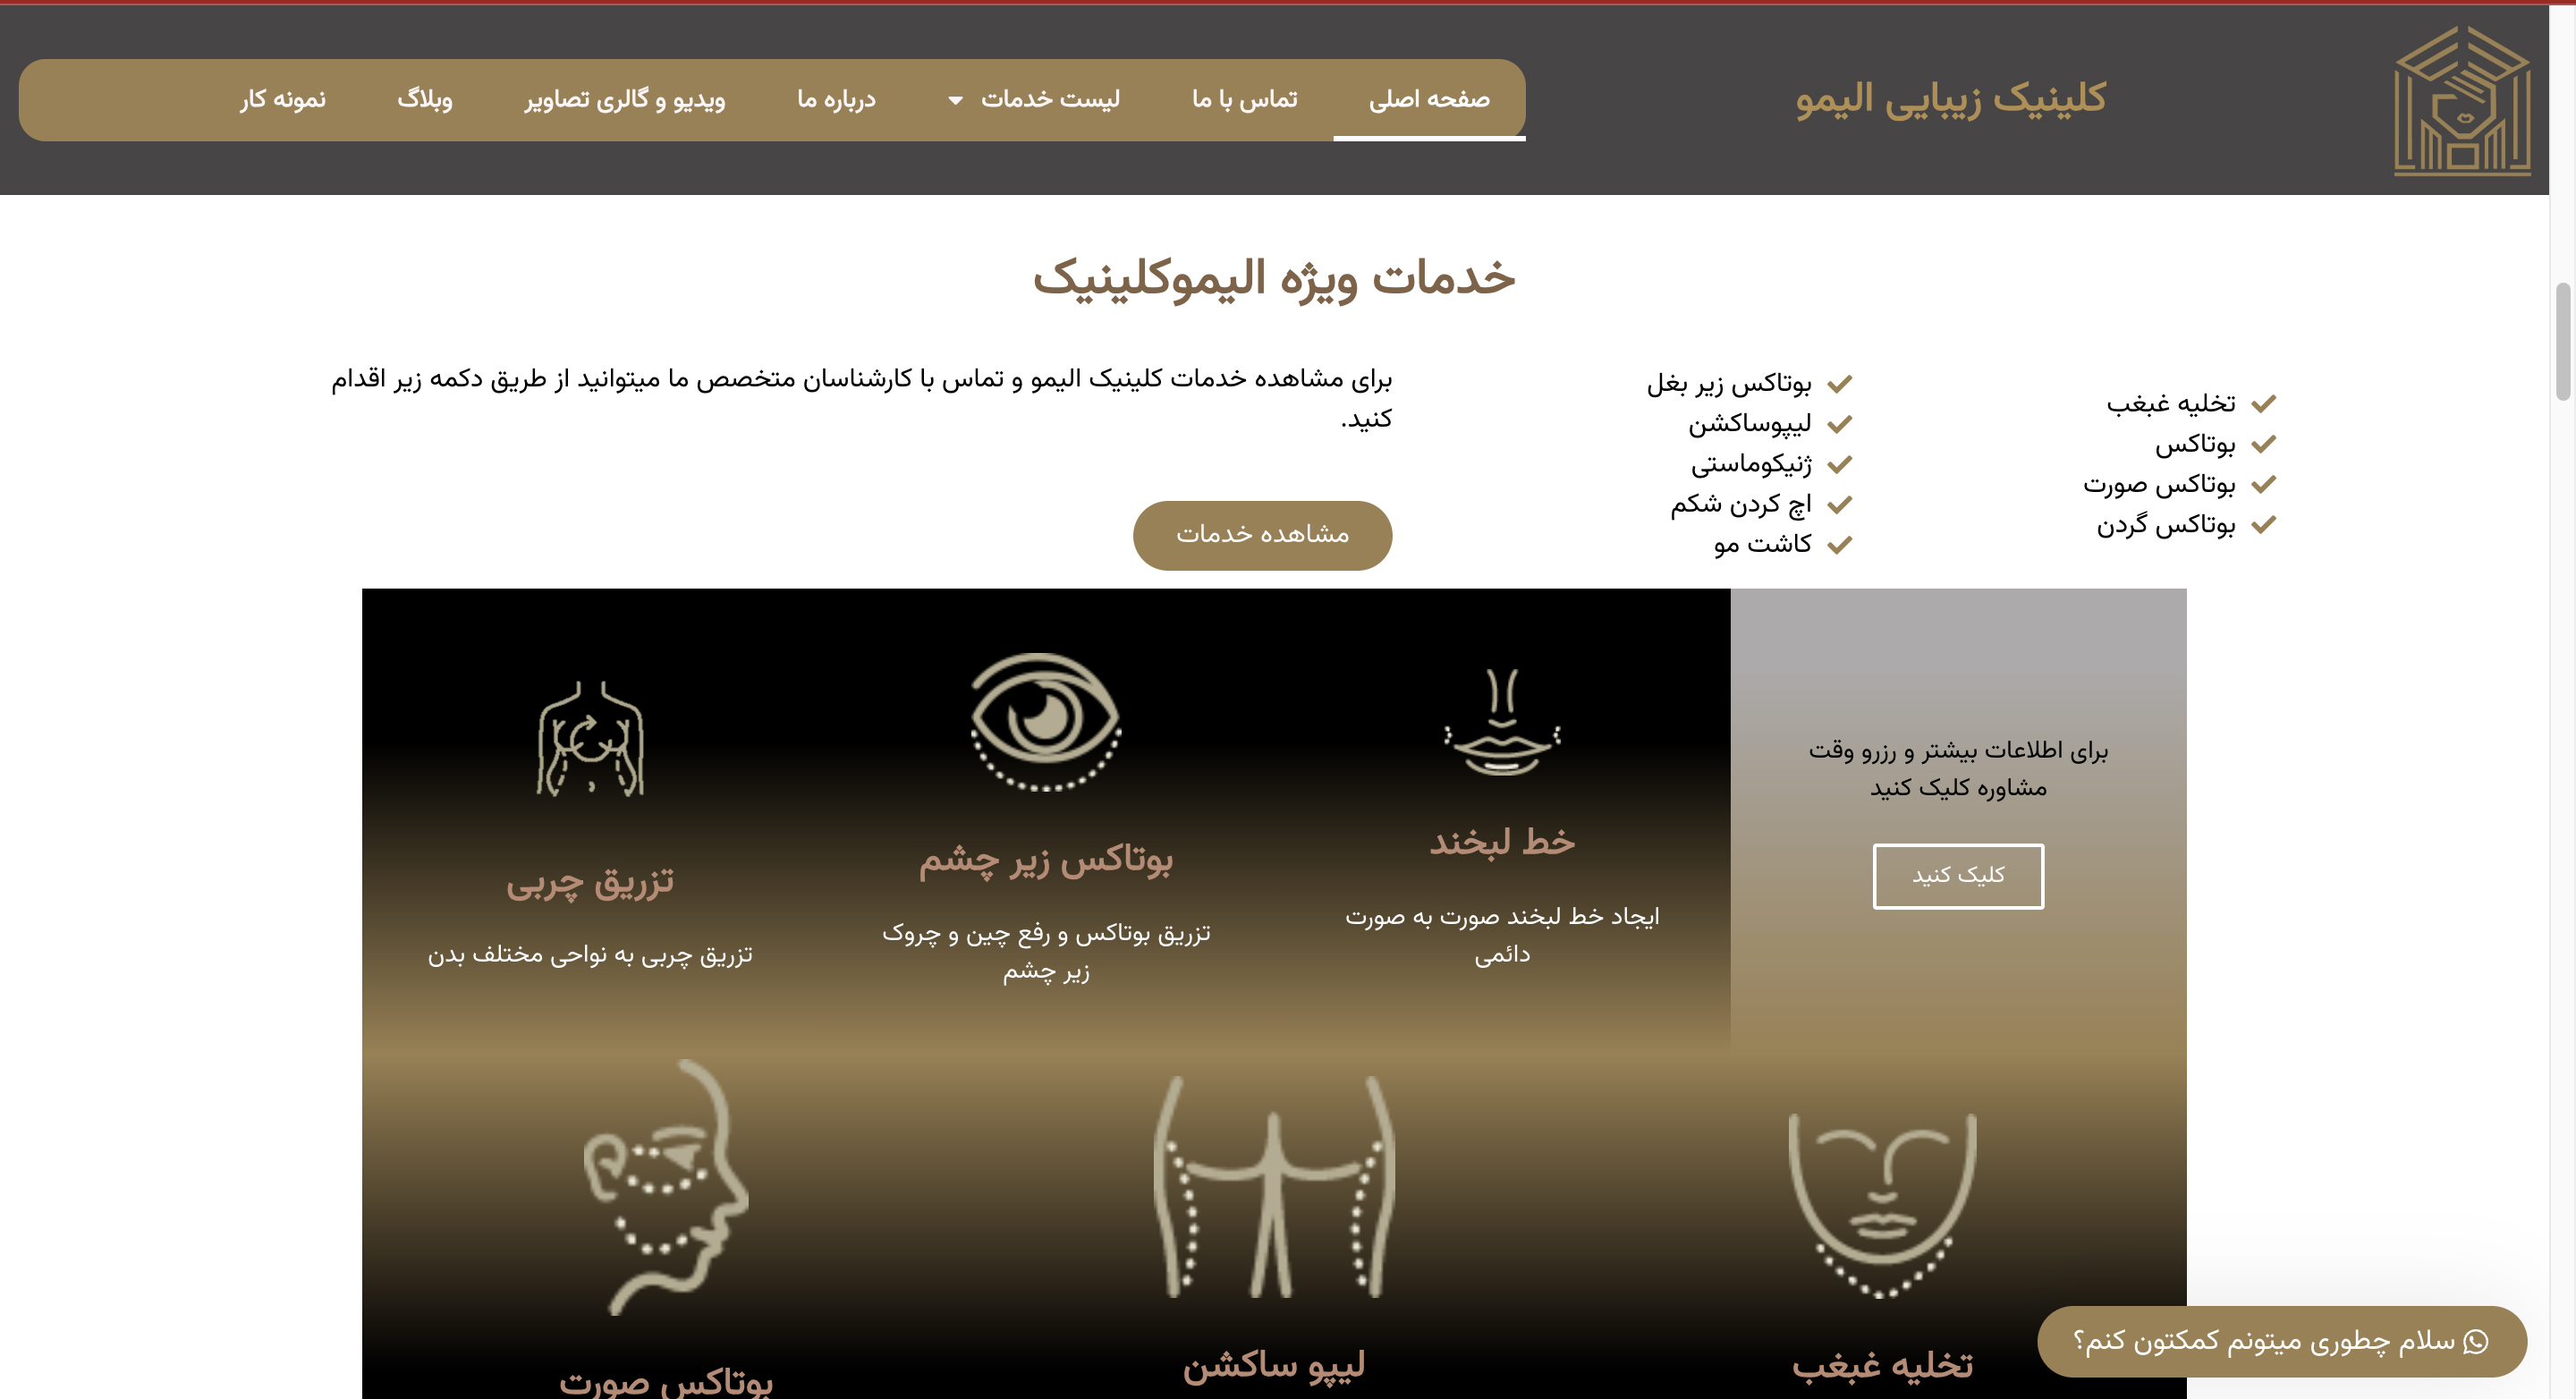 کلینیک زیبایی الیمو
صفحه اصلی
تماس با ما
لیست خدمات
درباره ما
ویدیو و گالری تصاویر
وبلاگ
نمونه کار
خدمات ویژه الیموکلینیک
تخلیه غبغب
بوتاکس
بوتاکس صورت
بوتاکس گردن
بوتاکس زیر بغل
لیپوساکشن
ژنیکوماستی
اچ کردن شکم
کاشت مو
برای مشاهده خدمات کلینیک الیمو و تماس با کارشناسان متخصص ما میتوانید از طریق دکمه زیر اقدام
کنید.
مشاهده خدمات
برای اطلاعات بیشتر و رزرو وقت
مشاوره کلیک کنید
کلیک کنید
خط لبخند
ایجاد خط لبخند صورت به صورت
دائمی
بوتاکس زیر چشم
تزریق بوتاکس و رفع چین و چروک
زیر چشم
تزریق چربی
تزریق چربی به نواحی مختلف بدن
تخلیه غبغب
لیپو ساکشن
بوتاکس صورت
سلام چطوری میتونم کمکتون کنم؟